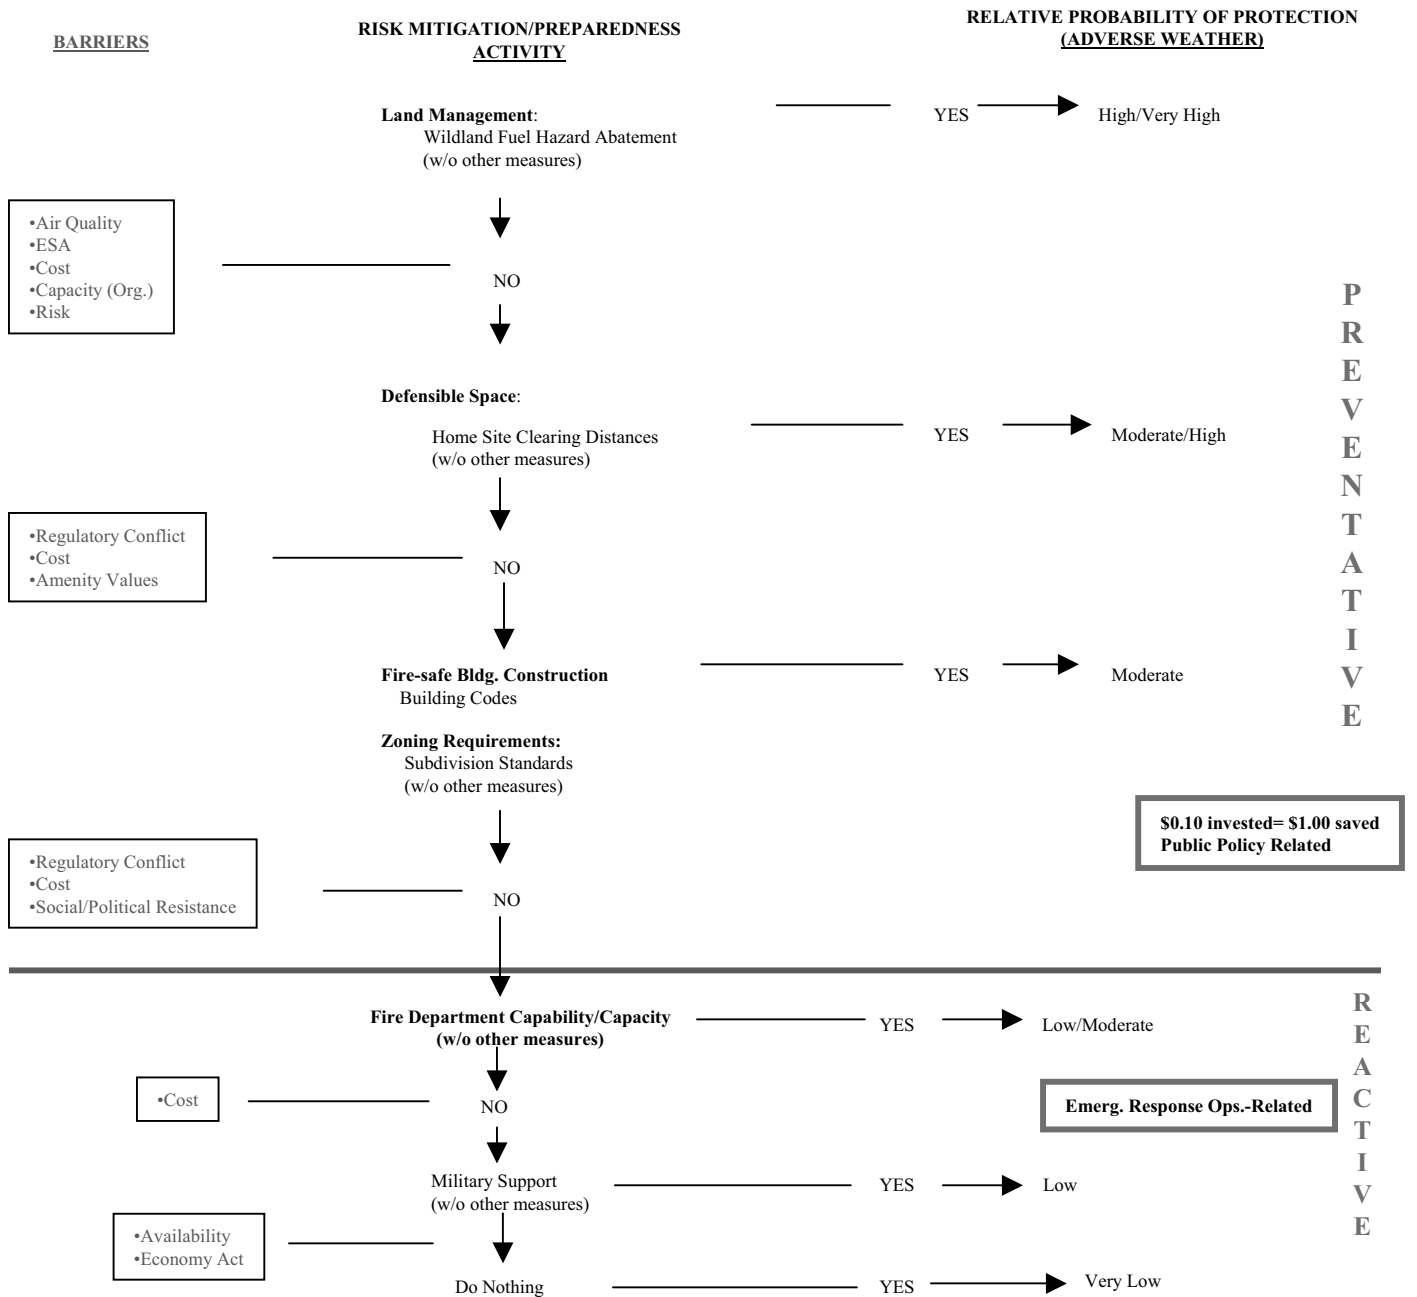 BARRIERS
RISK MITIGATION/PREPAREDNESS
ACTIVITY
RELATIVE PROBABILITY OF PROTECTION
(ADVERSE WEATHER)
Land Management:
Wildland Fuel Hazard Abatement
(w/o other measures)
YES
High/Very High
•Air Quality
•ESA
•Cost
•Capacity (Org.)
•Risk
NO
Defensible Space:
Home Site Clearing Distances
(w/o other measures)
YES
Moderate/High
•Regulatory Conflict
•Cost
•Amenity Values
NO
Fire-safe Bldg. Construction
Building Codes
YES
Moderate
Zoning Requirements:
Subdivision Standards
(w/o other measures)
PREVENTATIVE
$0.10 invested= $1.00 saved
Public Policy Related
•Regulatory Conflict
•Cost
•Social/Political Resistance
NO
Fire Department Capability/Capacity
(w/o other measures)
YES
Low/Moderate
•Cost
NO
Emerg. Response Ops.-Related
REACTIVE
Military Support
(w/o other measures)
YES
Low
•Availability
•Economy Act
Do Nothing
YES
Very Low